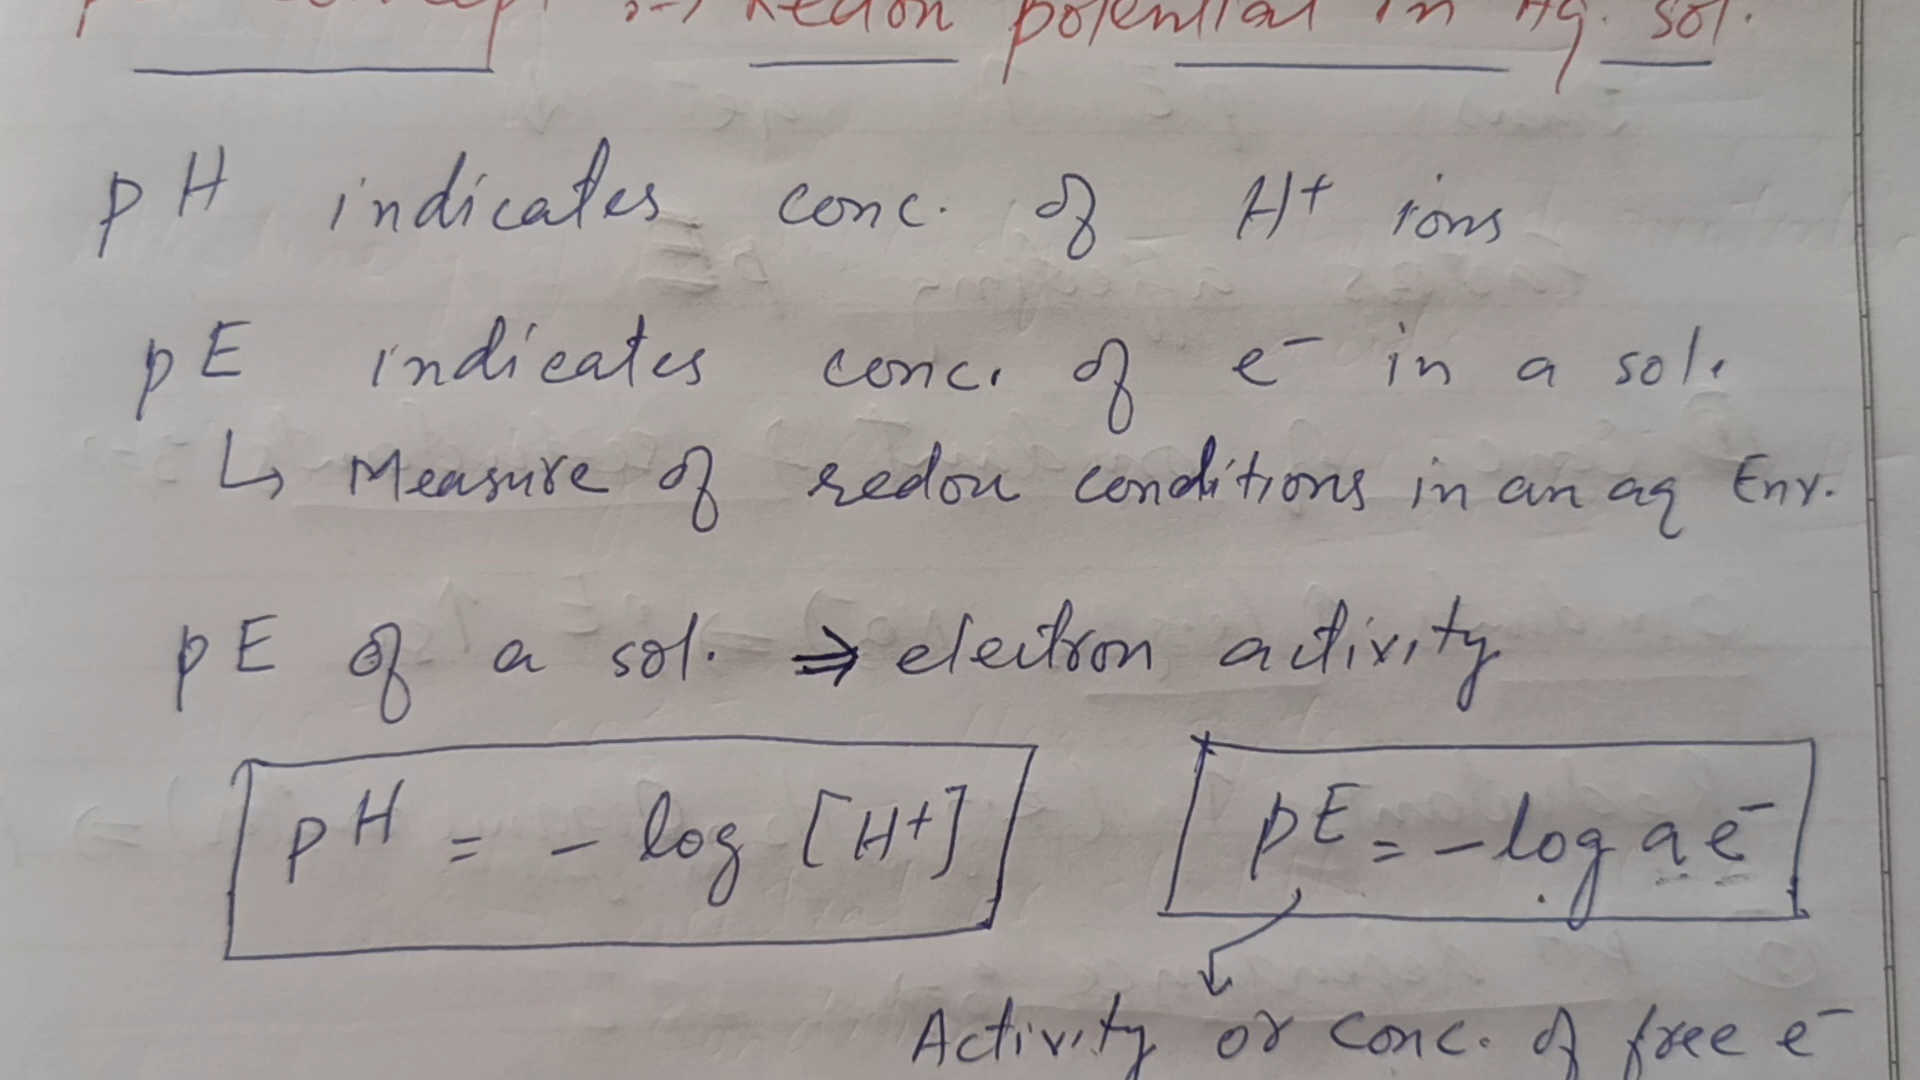 concept :-> Redox potential in Aq. sol.
pH indicates conc. of H+ ions
pE indicates conc. of e- in a sol.
↳ Measure of redox conditions in an aq Env.
pE of a sol. ⇒ electron activity
pH = - log [H+]
pE = - log a e-
Activity or conc. of free e-